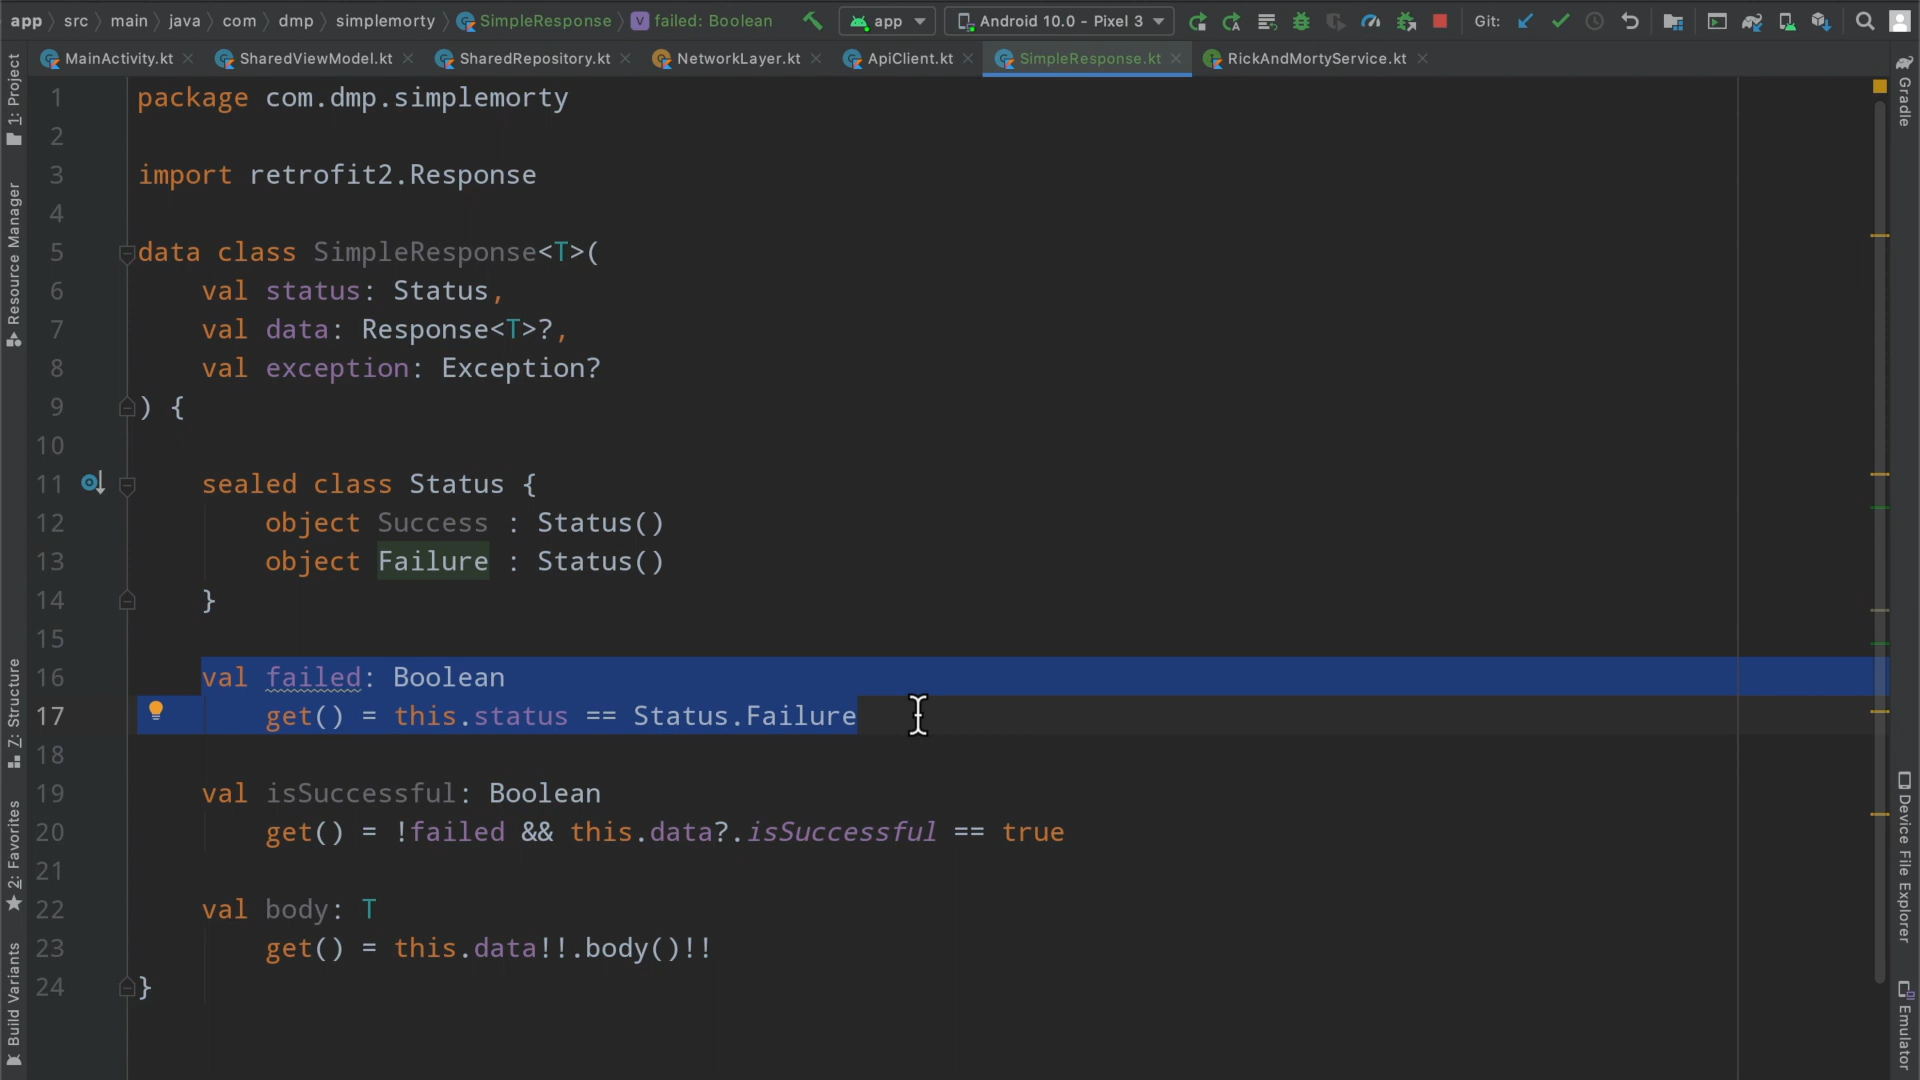 app › src › main › java › com › dmp › simplemorty › SimpleResponse › V failed: Boolean
app
Android 10.0 - Pixel 3
Git:
MainActivity.kt
SharedViewModel.kt
SharedRepository.kt
NetworkLayer.kt
ApiClient.kt
SimpleResponse.kt
RickAndMortyService.kt
1: Project
Resource Manager
Z: Structure
2: Favorites
Build Variants
1 package com.dmp.simplemorty
2
3 import retrofit2.Response
4
5 data class SimpleResponse<T>(
6     val status: Status,
7     val data: Response<T>?,
8     val exception: Exception?
9 ) {
10
11     sealed class Status {
12         object Success : Status()
13         object Failure : Status()
14     }
15
16     val failed: Boolean
17         get() = this.status == Status.Failure
18
19     val isSuccessful: Boolean
20         get() = !failed && this.data?.isSuccessful == true
21
22     val body: T
23         get() = this.data!!.body()!!
24 }
Gradle
Device File Explorer
Emulator